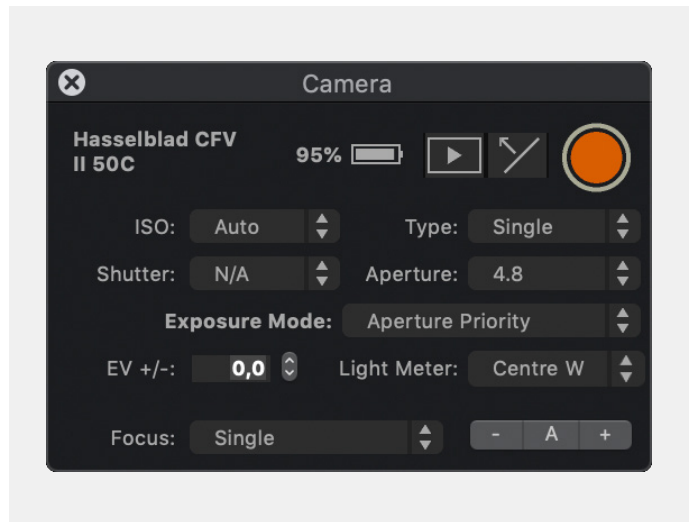 Camera
Hasselblad CFV
II 50C
95%
ISO: Auto Type: Single
Shutter: N/A Aperture: 4.8
Exposure Mode: Aperture Priority
EV +/-: 0,0 Light Meter: Centre W
Focus: Single - A +